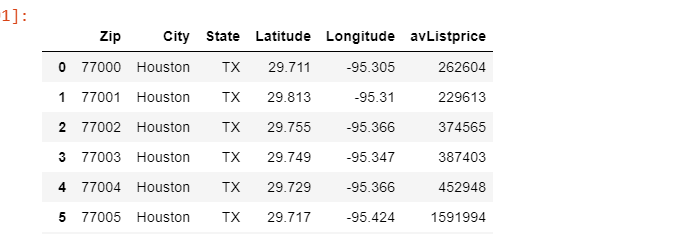 1]:
Zip City State Latitude Longitude avListprice
0 77000 Houston TX 29.711 -95.305 262604
1 77001 Houston TX 29.813 -95.31 229613
2 77002 Houston TX 29.755 -95.366 374565
3 77003 Houston TX 29.749 -95.347 387403
4 77004 Houston TX 29.729 -95.366 452948
5 77005 Houston TX 29.717 -95.424 1591994